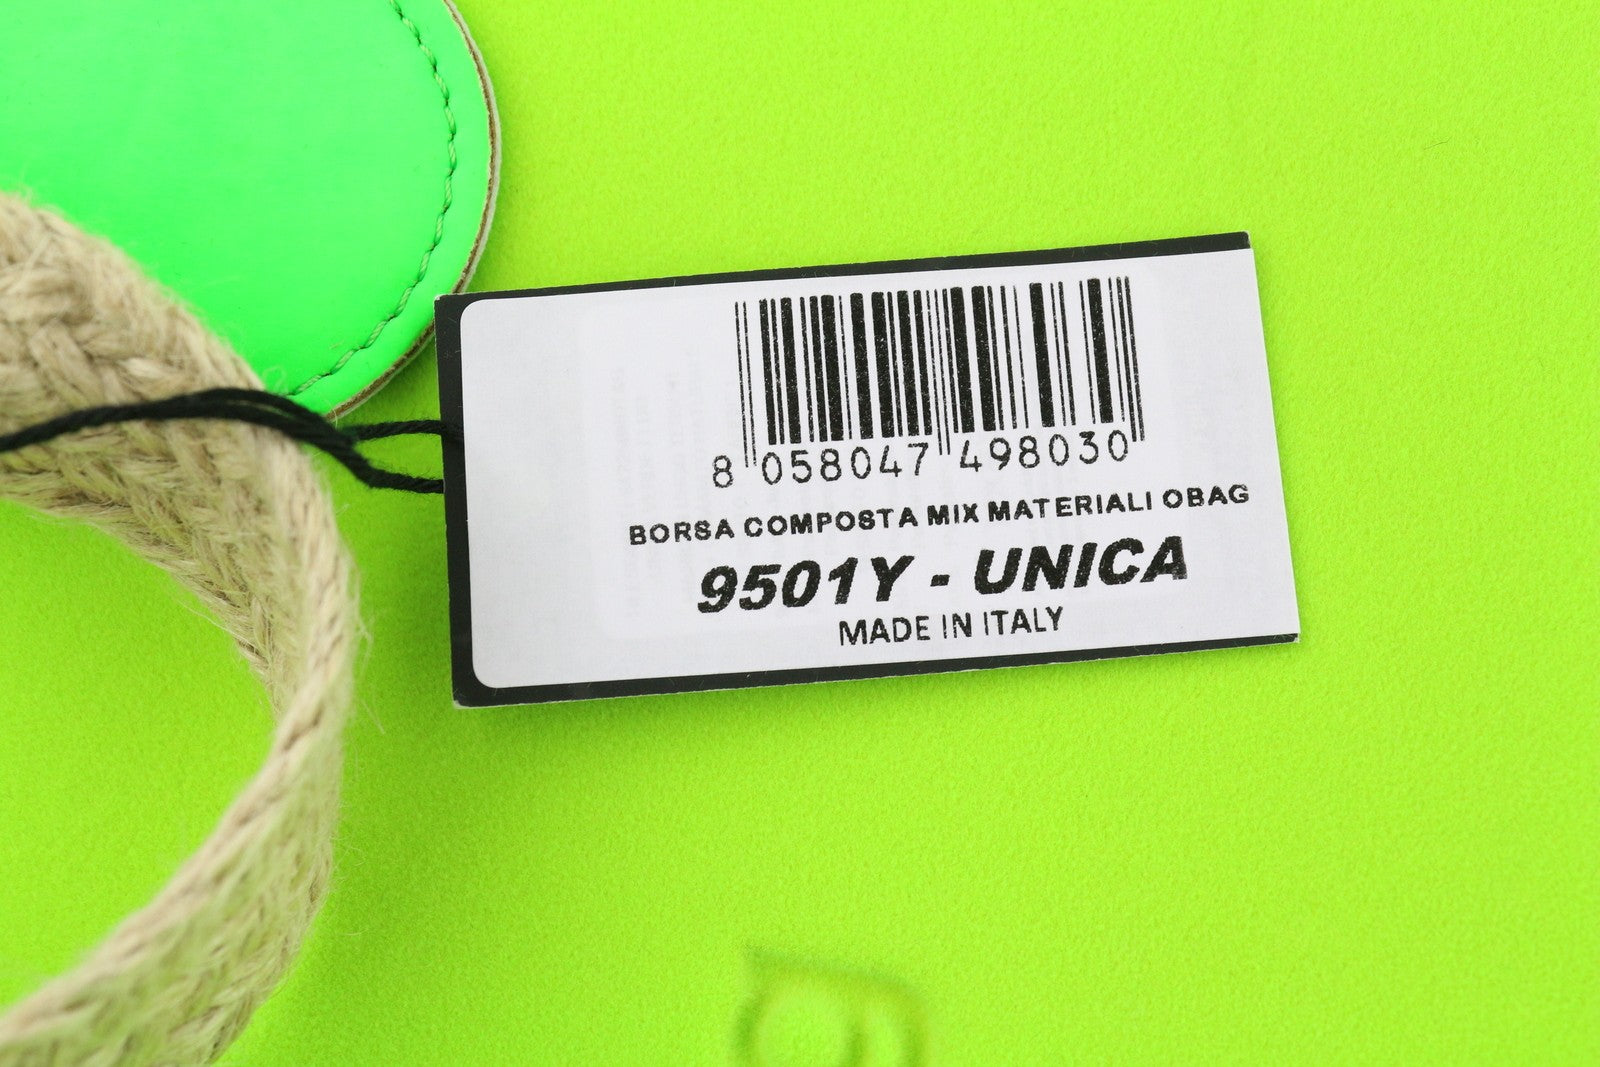 8 058047 498030
BORSA COMPOSTA MIX MATERIALI OBAG
9501Y - UNICA
MADE IN ITALY